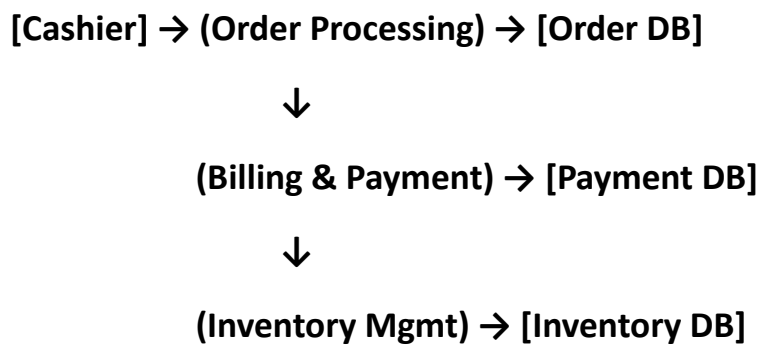 [Cashier] → (Order Processing) → [Order DB]
↓
(Billing & Payment) → [Payment DB]
↓
(Inventory Mgmt) → [Inventory DB]